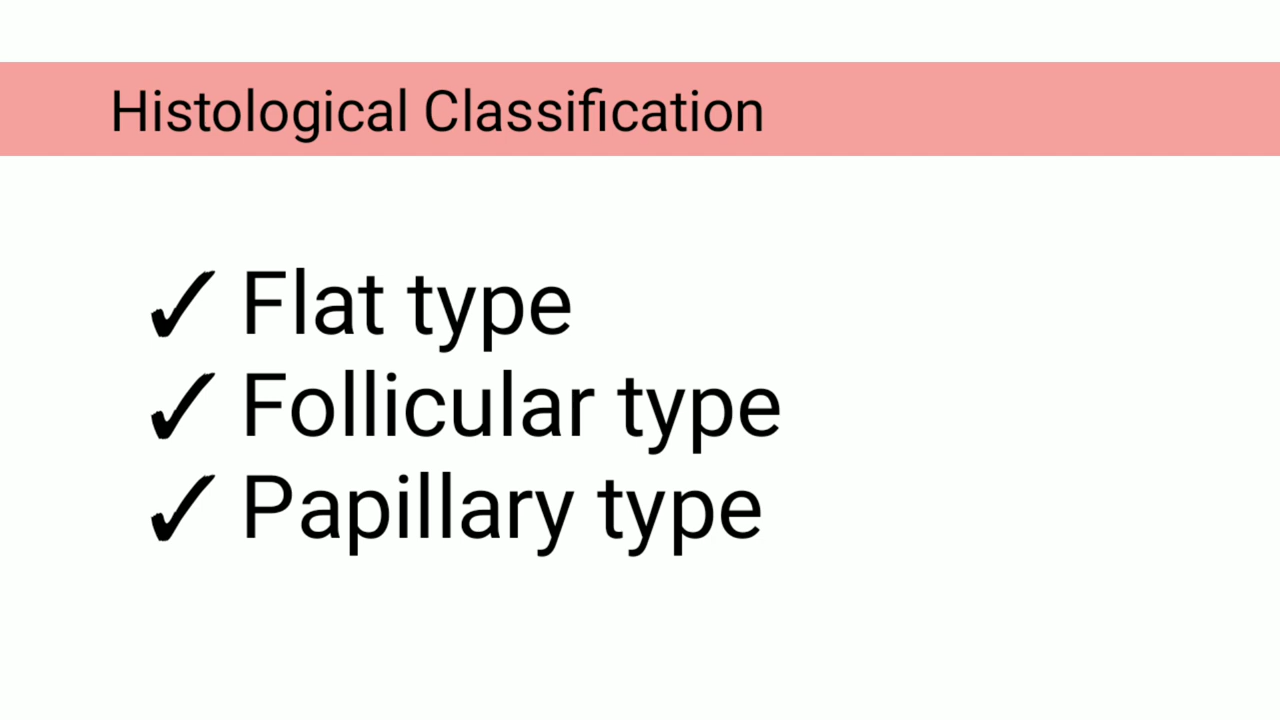 Histological Classification
✓ Flat type
✓ Follicular type
✓ Papillary type